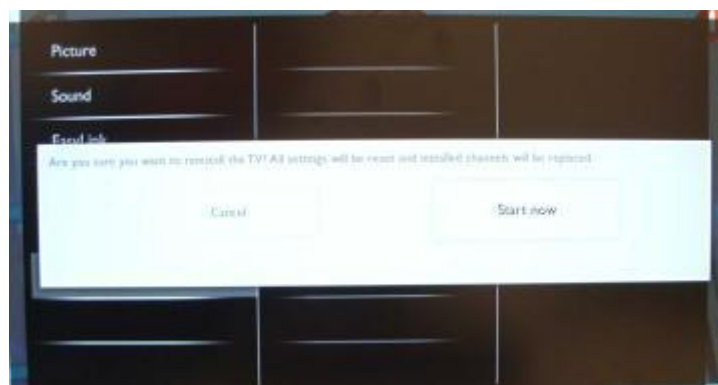 Picture
Sound
EasyLink
Are you sure you want to reinstall the TV? All settings will be reset and installed channels will be replaced.
Cancel
Start now